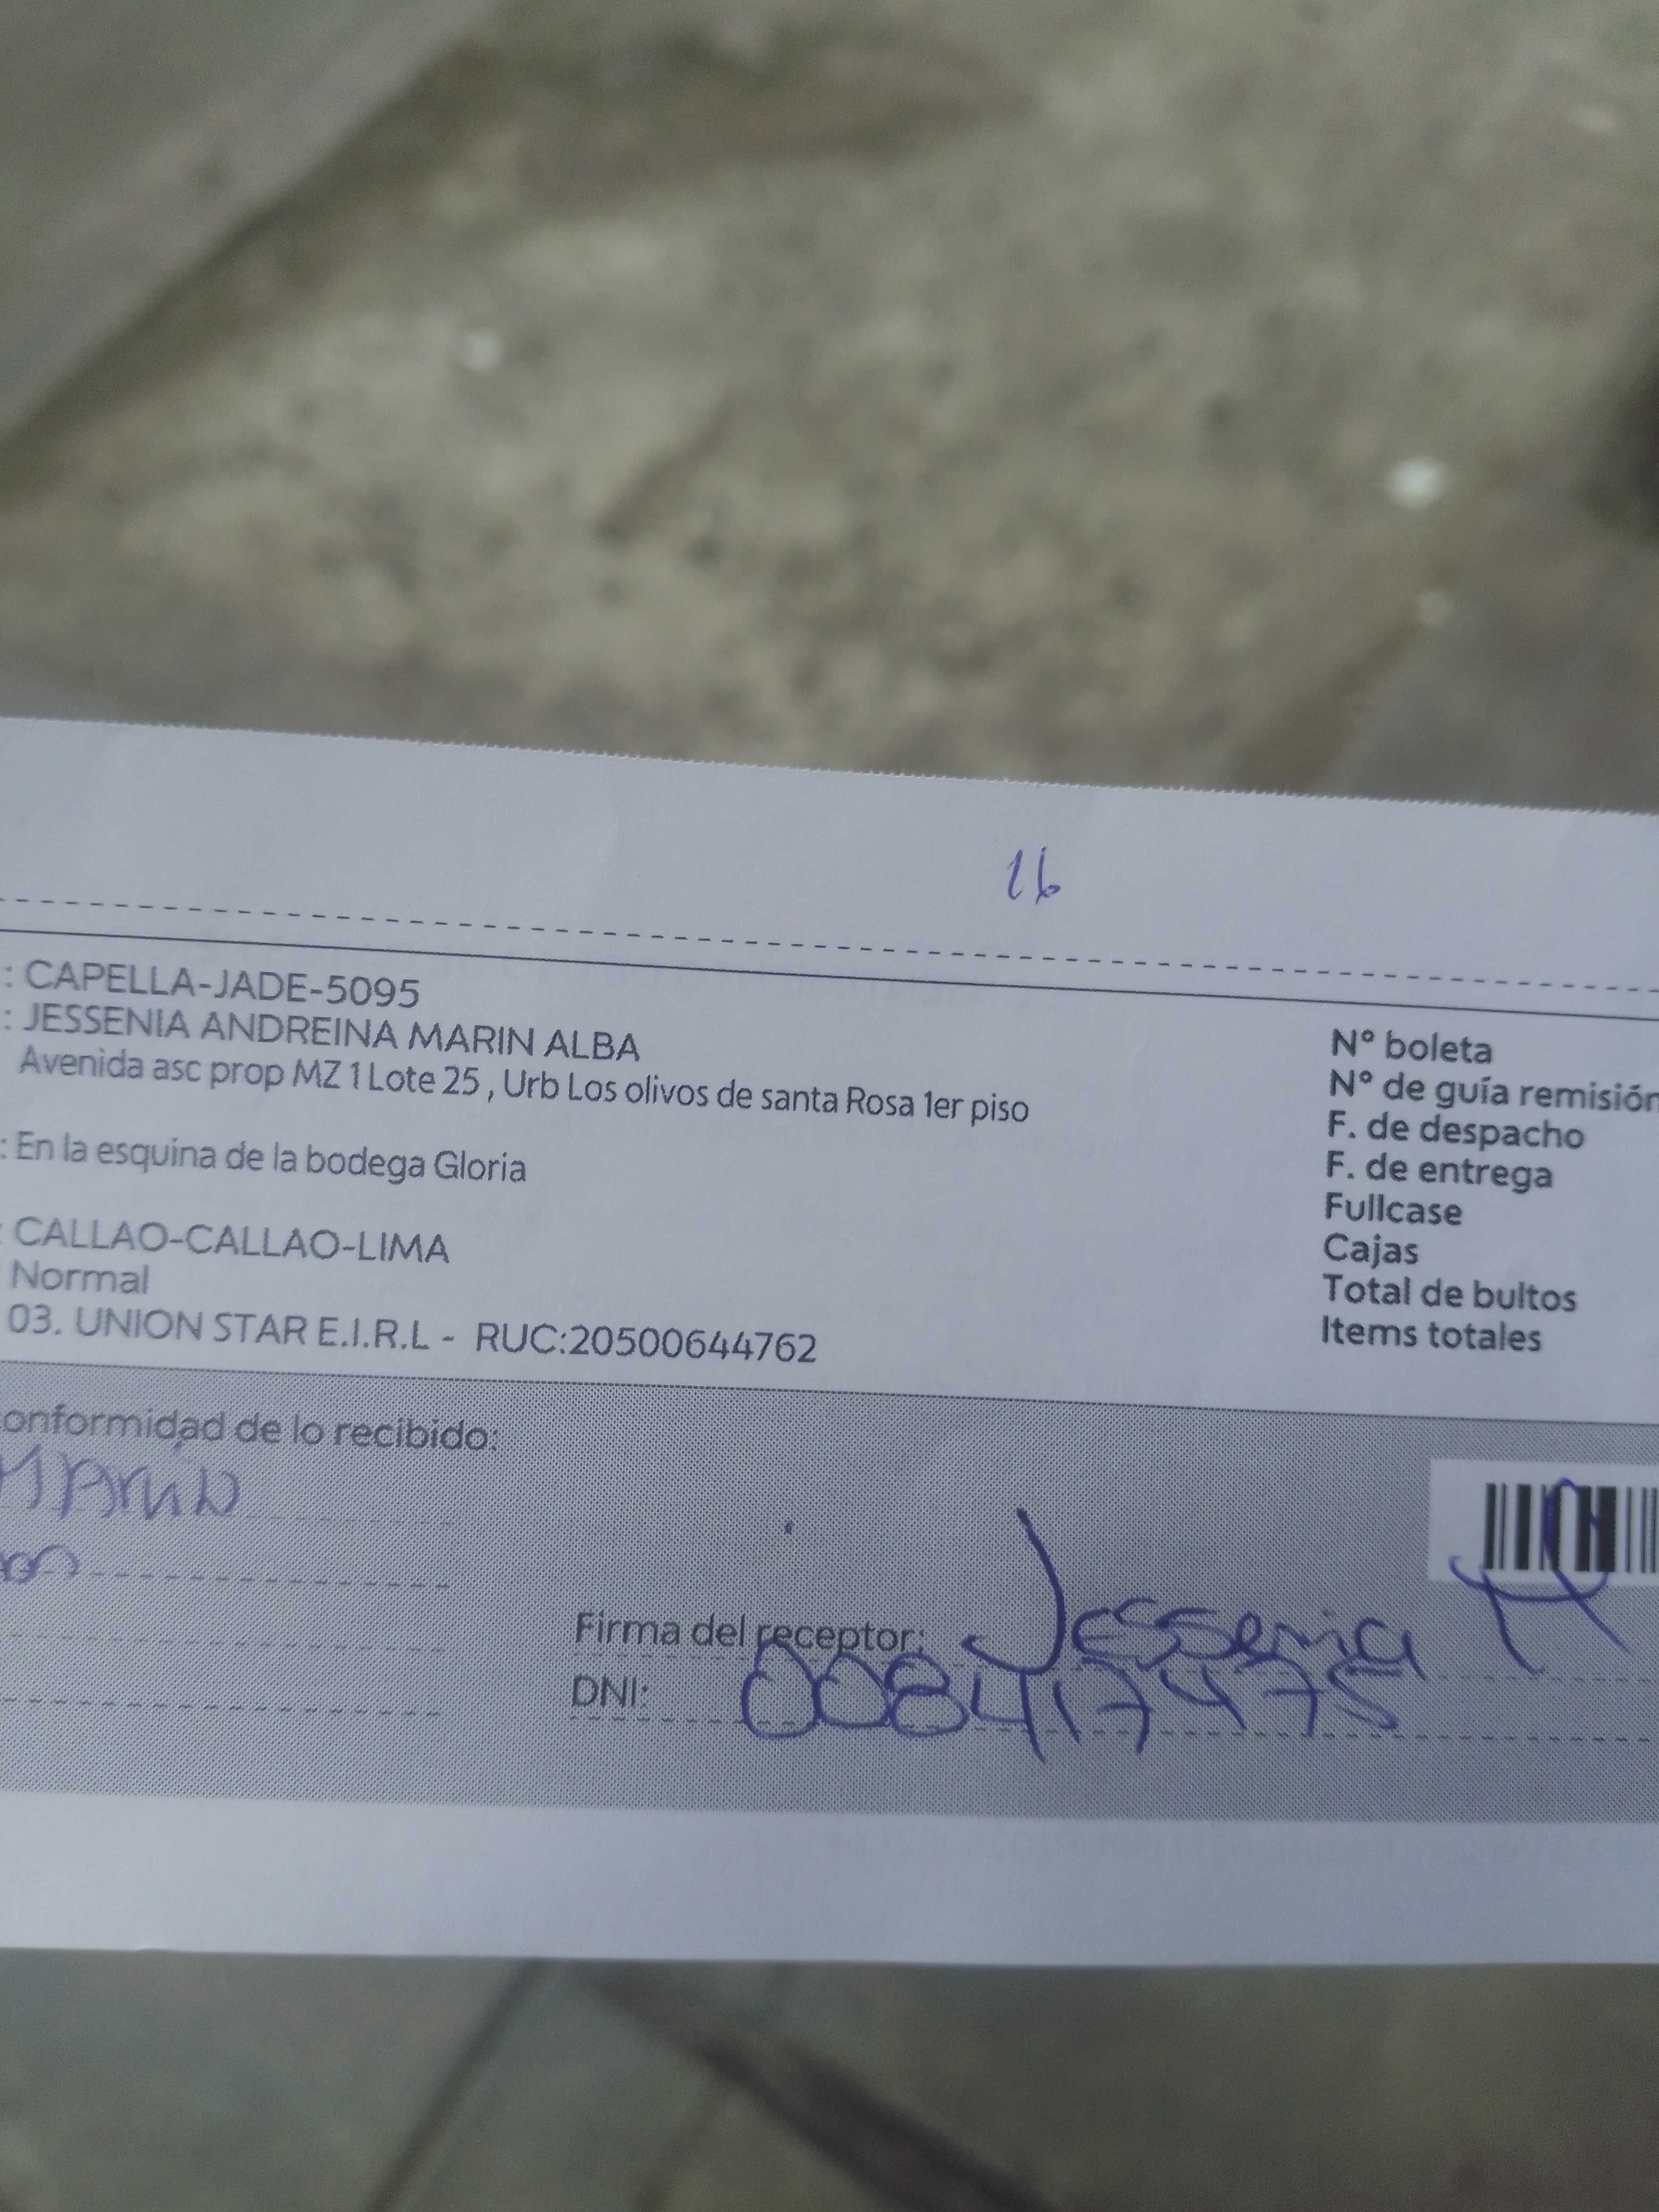 16
: CAPELLA-JADE-5095
: JESSENIA ANDREINA MARIN ALBA
Avenida asc prop MZ 1 Lote 25 , Urb Los olivos de santa Rosa 1er piso
: En la esquina de la bodega Gloria
: CALLAO-CALLAO-LIMA
Normal
03. UNION STAR E.I.R.L - RUC:20500644762
N° boleta
N° de guía remisión
F. de despacho
F. de entrega
Fullcase
Cajas
Total de bultos
Items totales
onformidad de lo recibido:
MARIN
Firma del receptor: Jessenia M
DNI: 008417475